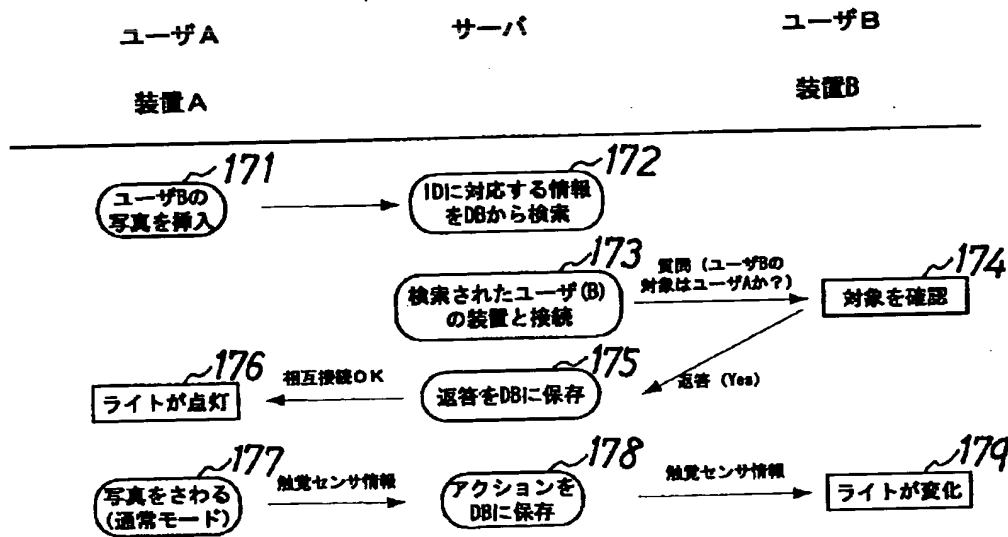 ユーザA サーバ ユーザB
装置A 装置B
171 172
ユーザBの
写真を挿入
IDに対応する情報
をDBから検索
173 174
質問（ユーザBの
対象はユーザAか？）
検索されたユーザ(B)
の装置と接続
対象を確認
176 175
相互接続OK
返答（Yes）
ライトが点灯 返答をDBに保存
177 178 179
触覚センサ情報 触覚センサ情報
写真をさわる
(通常モード)
アクションを
DBに保存
ライトが変化